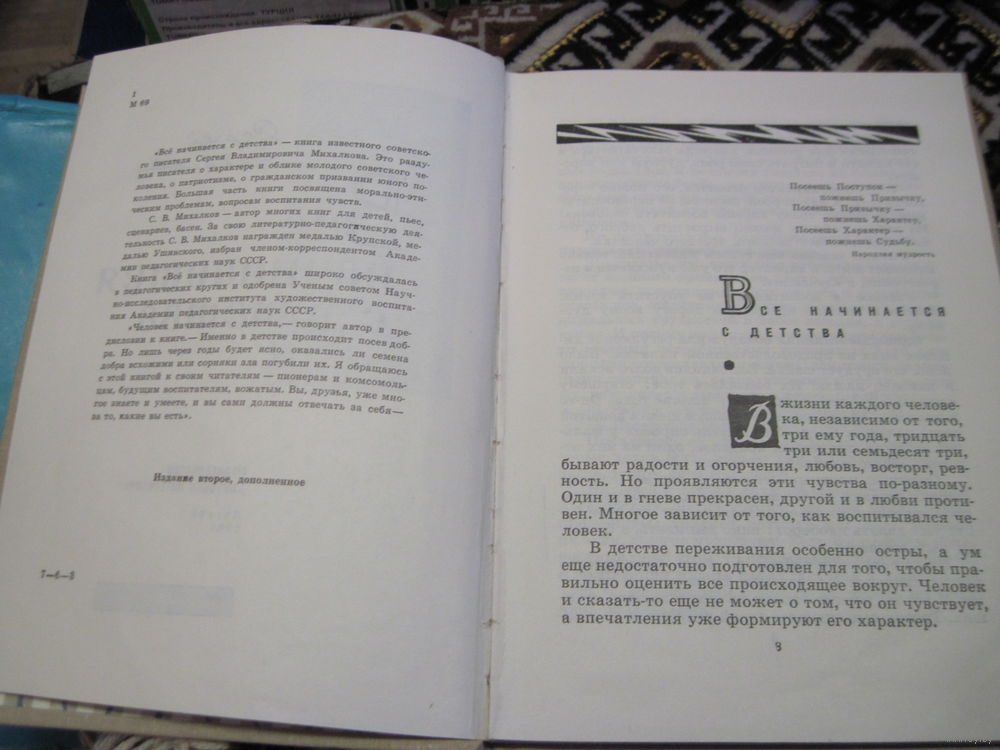 Страна происхождения: ТУРЦИЯ
1
М 69
«Всё начинается с детства» — книга известного советско-
го писателя Сергея Владимировича Михалкова. Это разду-
мья писателя о характере и облике молодого советского че-
ловека, о патриотизме, о гражданском призвании юного по-
коления. Большая часть книги посвящена морально-эти-
ческим проблемам, вопросам воспитания чувств.
С. В. Михалков — автор многих книг для детей, пьес,
сценариев, басен. За свою литературно-педагогическую дея-
тельность С. В. Михалков награжден медалью Крупской, ме-
далью Ушинского, избран членом-корреспондентом Акаде-
мии педагогических наук СССР.
Книга «Всё начинается с детства» широко обсуждалась
в педагогических кругах и одобрена Ученым советом Науч-
но-исследовательского института художественного воспита-
ния Академии педагогических наук СССР.
«Человек начинается с детства,— говорит автор в пре-
дисловии к книге.— Именно в детстве происходит посев доб-
ра. Но лишь через годы будет ясно, оказались ли семена
добра всхожими или сорняки зла погубили их. Я обращаюсь
с этой книгой к своим читателям — пионерам и комсомоль-
цам, будущим воспитателям, вожатым. Вы, друзья, уже мно-
гое знаете и умеете, и вы сами должны отвечать за себя—
за то, какие вы есть».
Издание второе, дополненное
7—6—3
Посеешь Поступок —
пожнешь Привычку,
Посеешь Привычку —
пожнешь Характер,
Посеешь Характер —
пожнешь Судьбу.
Народная мудрость
ВСЕ НАЧИНАЕТСЯ
С ДЕТСТВА
В жизни каждого челове-
ка, независимо от того,
три ему года, тридцать
три или семьдесят три,
бывают радости и огорчения, любовь, восторг, рев-
ность. Но проявляются эти чувства по-разному.
Один и в гневе прекрасен, другой и в любви проти-
вен. Многое зависит от того, как воспитывался че-
ловек.
В детстве переживания особенно остры, а ум
еще недостаточно подготовлен для того, чтобы пра-
вильно оценить все происходящее вокруг. Человек
и сказать-то еще не может о том, что он чувствует,
а впечатления уже формируют его характер.
3